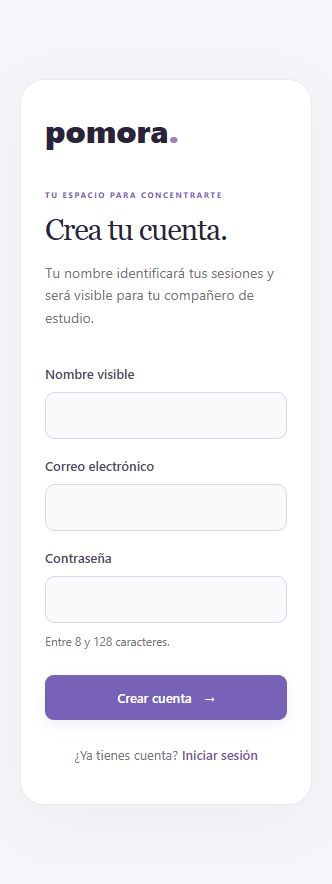 pomora.
TU ESPACIO PARA CONCENTRARTE
Crea tu cuenta.
Tu nombre identificará tus sesiones y
será visible para tu compañero de
estudio.
Nombre visible
Correo electrónico
Contraseña
Entre 8 y 128 caracteres.
Crear cuenta →
¿Ya tienes cuenta? Iniciar sesión